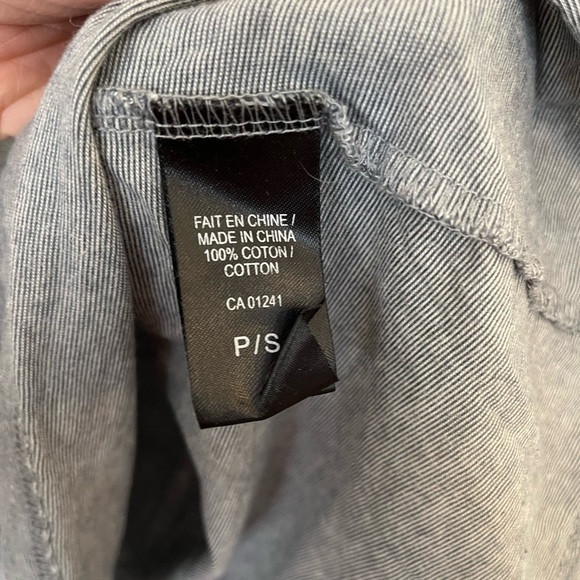 FAIT EN CHINE /
MADE IN CHINA
100% COTON /
COTTON
CA 01241
P/S